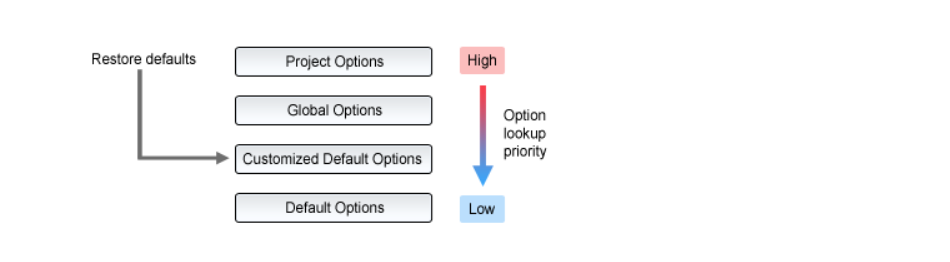 Restore defaults
Project Options
High
Global Options
Option
lookup
priority
Customized Default Options
Default Options
Low